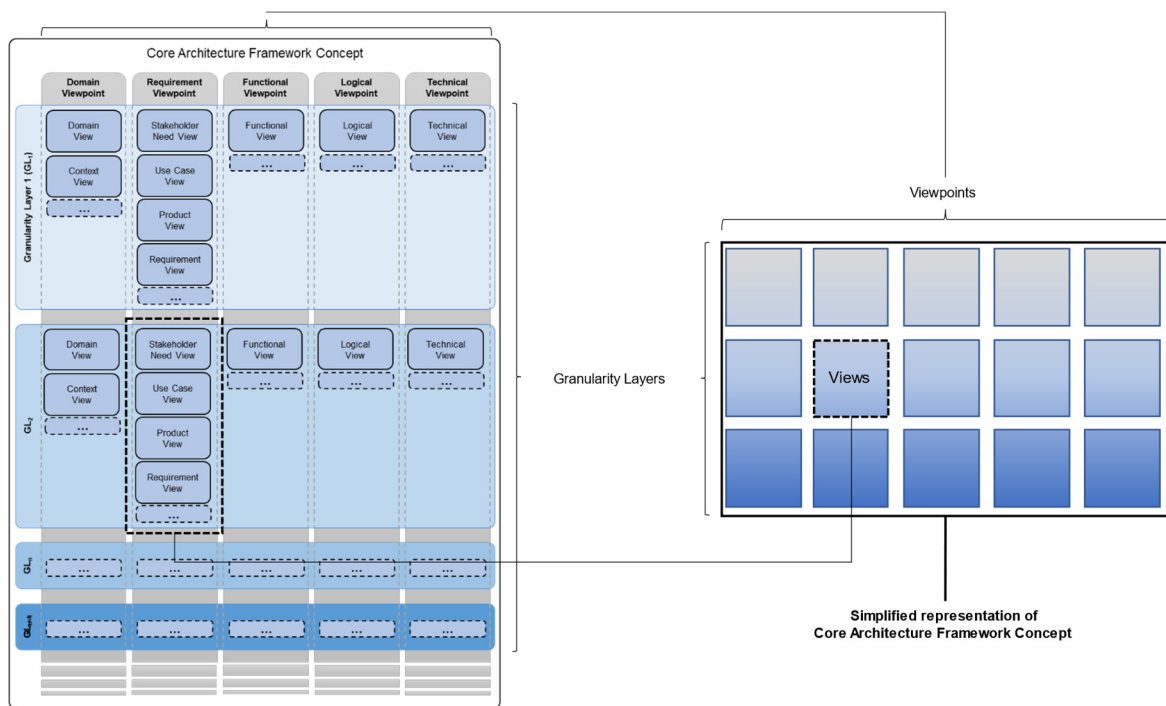 Core Architecture Framework Concept
Domain Viewpoint
Requirement Viewpoint
Functional Viewpoint
Logical Viewpoint
Technical Viewpoint
Granularity Layer 1 (GL1)
Domain View
Stakeholder Need View
Functional View
Logical View
Technical View
Context View
Use Case View
...
...
...
...
Product View
Requirement View
...
GL2
Domain View
Stakeholder Need View
Functional View
Logical View
Technical View
Context View
Use Case View
...
...
...
...
Product View
Requirement View
...
GLn
...
...
...
...
...
GLn+1
...
...
...
...
...
Granularity Layers
Viewpoints
Views
Simplified representation of
Core Architecture Framework Concept